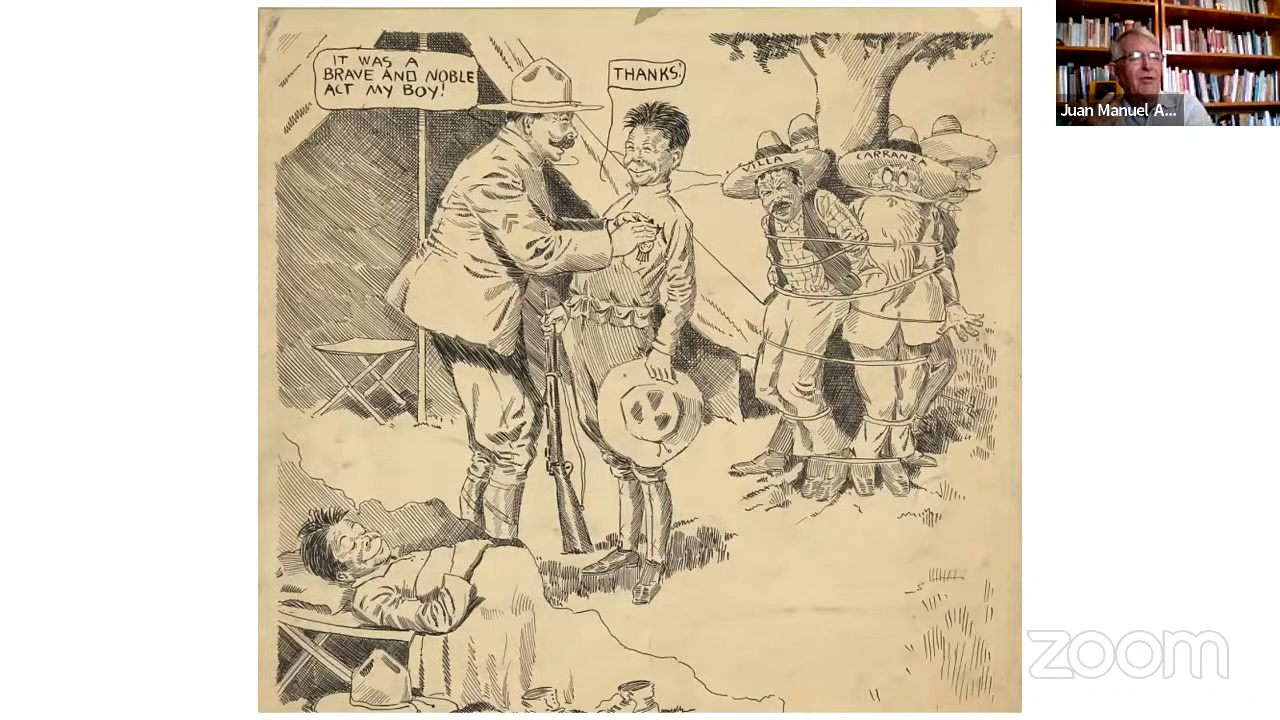 IT WAS A
BRAVE AND NOBLE
ACT MY BOY!
THANKS!
VILLA
CARRANZA
Juan Manuel A...
zoom